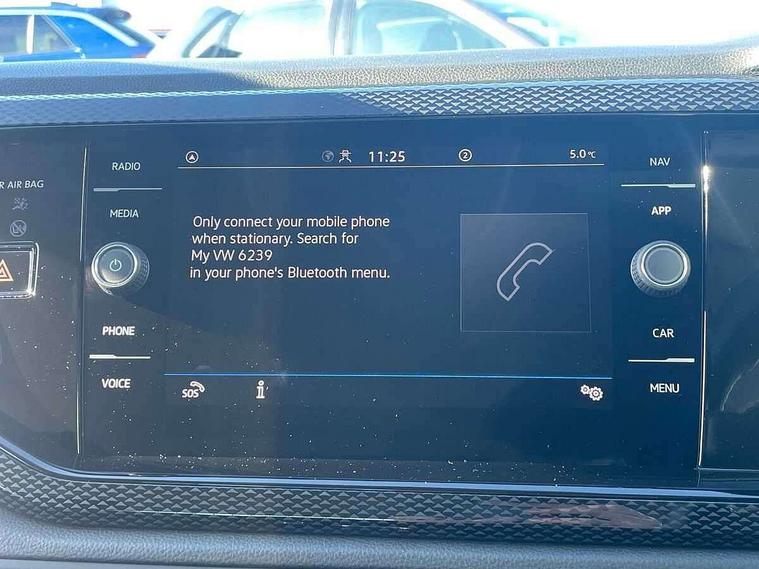 RADIO
11:25
2
5.0°C
NAV
R AIR BAG
MEDIA
APP
Only connect your mobile phone
when stationary. Search for
My VW 6239
in your phone's Bluetooth menu.
PHONE
CAR
VOICE
SOS
i
MENU